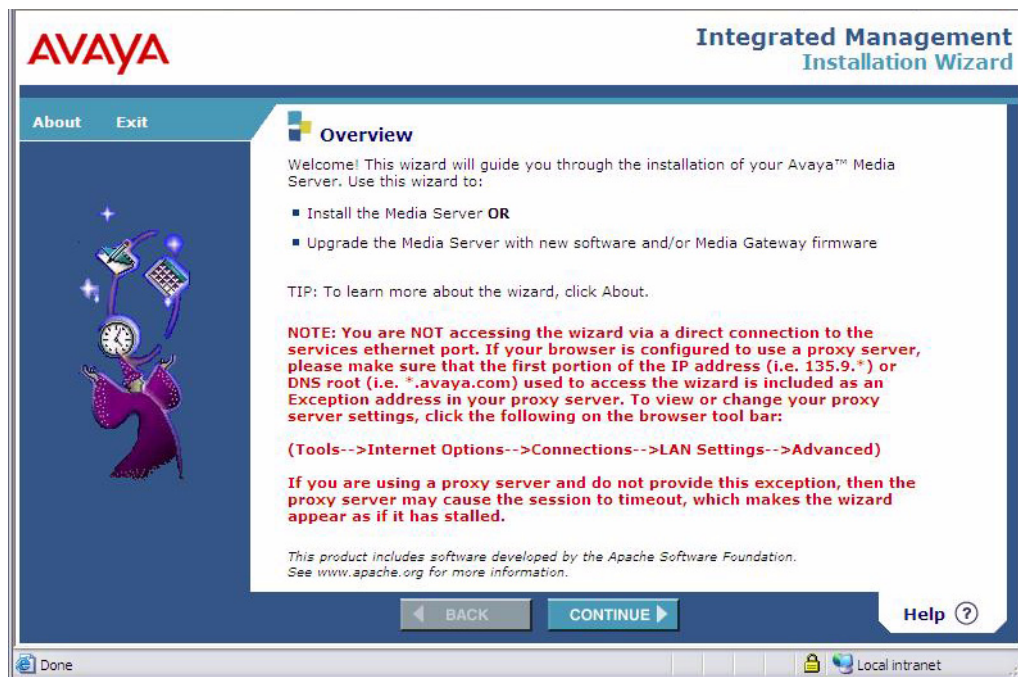 AVAYA
Integrated Management
Installation Wizard
About Exit
Overview
Welcome! This wizard will guide you through the installation of your Avaya™ Media
Server. Use this wizard to:
Install the Media Server OR
Upgrade the Media Server with new software and/or Media Gateway firmware
TIP: To learn more about the wizard, click About.
NOTE: You are NOT accessing the wizard via a direct connection to the
services ethernet port. If your browser is configured to use a proxy server,
please make sure that the first portion of the IP address (i.e. 135.9.*) or
DNS root (i.e. *.avaya.com) used to access the wizard is included as an
Exception address in your proxy server. To view or change your proxy
server settings, click the following on the browser tool bar:
(Tools-->Internet Options-->Connections-->LAN Settings-->Advanced)
If you are using a proxy server and do not provide this exception, then the
proxy server may cause the session to timeout, which makes the wizard
appear as if it has stalled.
This product includes software developed by the Apache Software Foundation.
See www.apache.org for more information.
BACK CONTINUE
Help ?
Done Local intranet